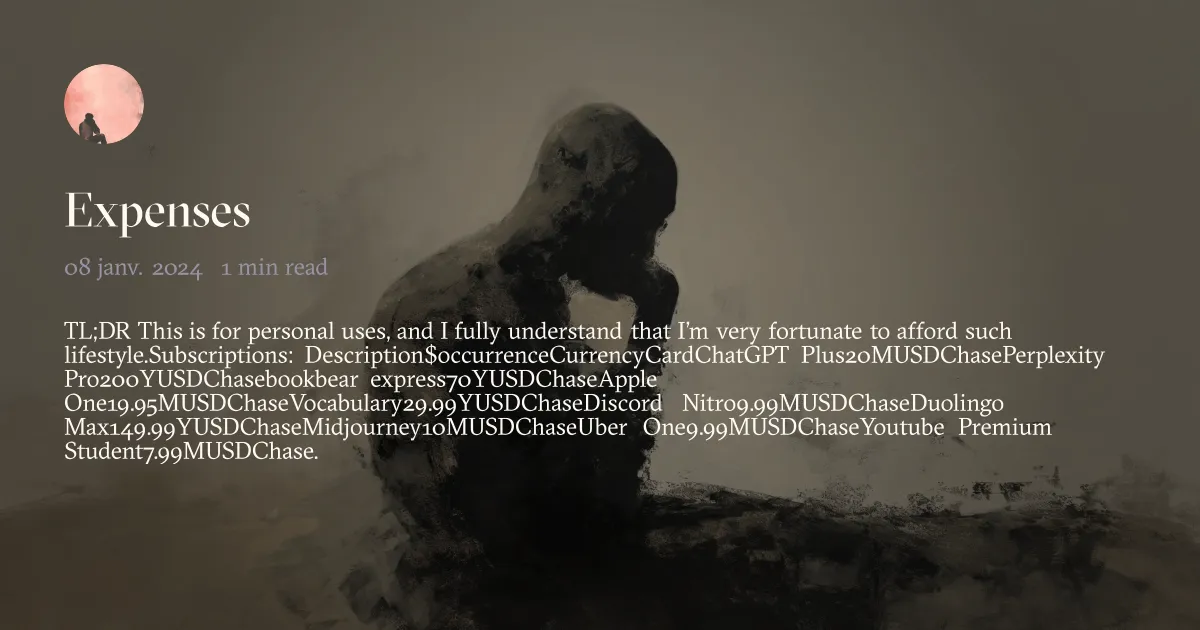 Expenses
08 janv. 2024 1 min read
TL;DR This is for personal uses, and I fully understand that I'm very fortunate to afford such
lifestyle.Subscriptions: Description$occurrenceCurrencyCardChatGPT Plus20MUSDChasePerplexity
Pro200YUSDChasebookbear express70YUSDChaseApple
One19.95MUSDChaseVocabulary29.99YUSDChaseDiscord Nitro9.99MUSDChaseDuolingo
Max149.99YUSDChaseMidjourney10MUSDChaseUber One9.99MUSDChaseYoutube Premium
Student7.99MUSDChase.